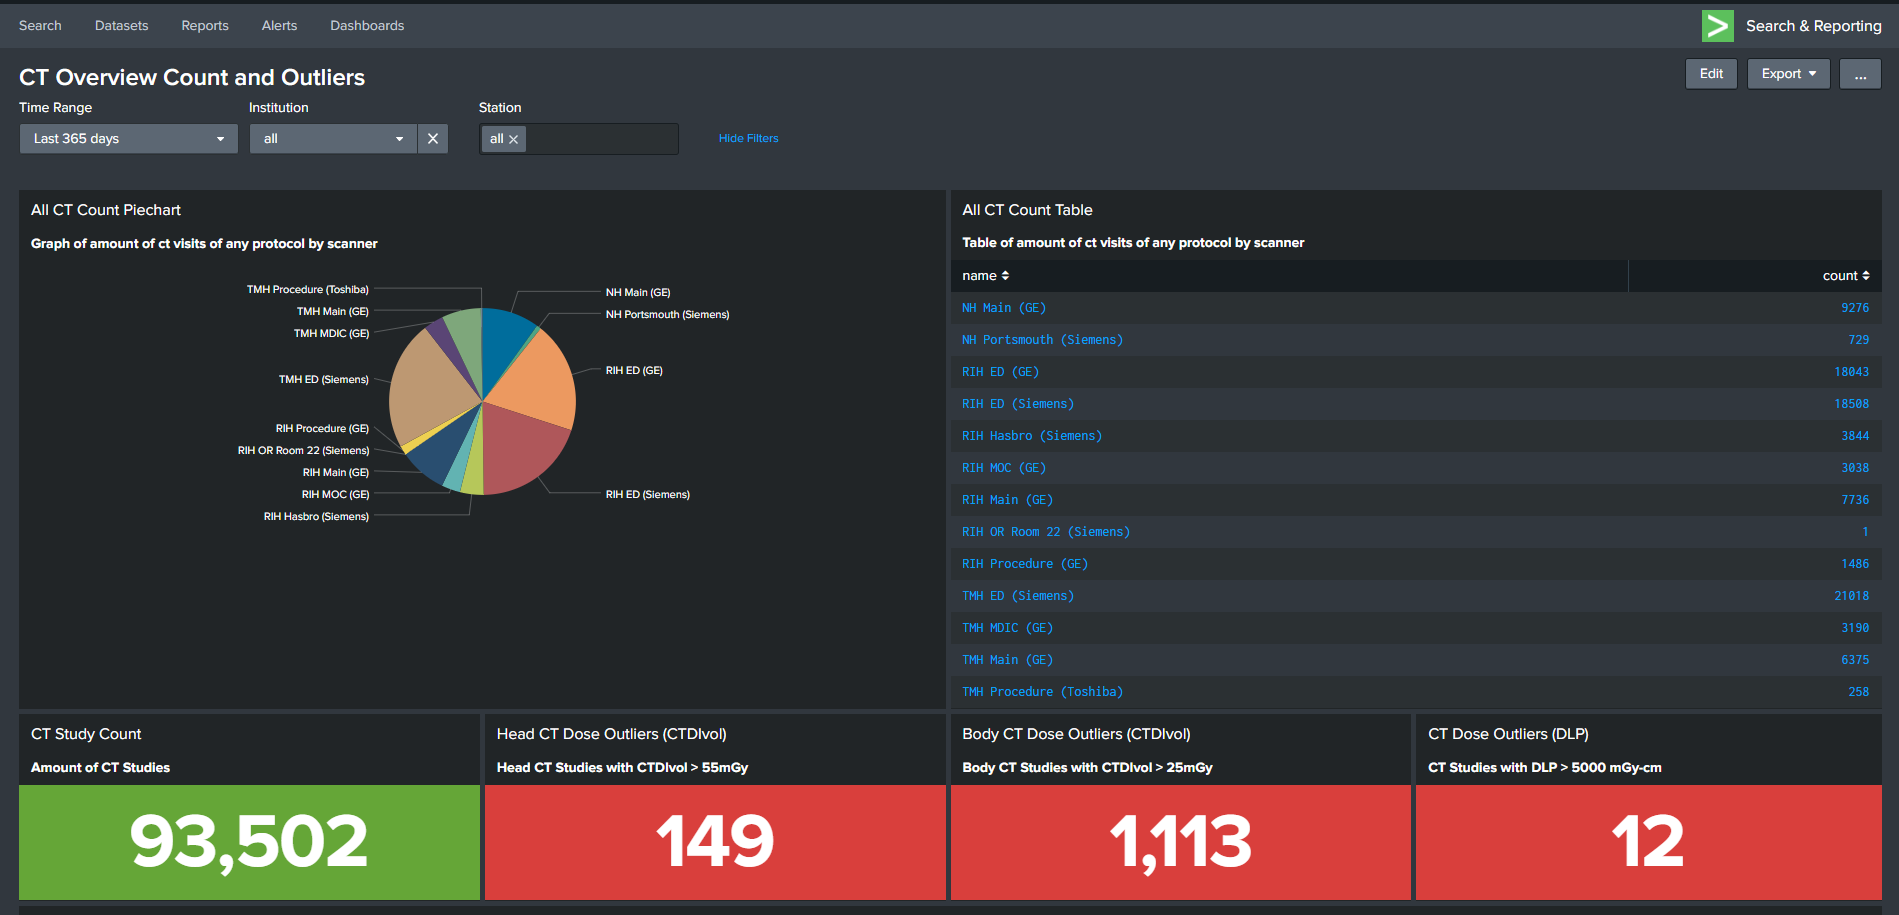 Search Datasets Reports Alerts Dashboards
Search & Reporting
CT Overview Count and Outliers
Edit Export ...
Time Range Institution Station
Last 365 days all all Hide Filters
All CT Count Piechart
Graph of amount of ct visits of any protocol by scanner
TMH Procedure (Toshiba)
TMH Main (GE)
TMH MDIC (GE)
TMH ED (Siemens)
RIH Procedure (GE)
RIH OR Room 22 (Siemens)
RIH Main (GE)
RIH MOC (GE)
RIH Hasbro (Siemens)
NH Main (GE)
NH Portsmouth (Siemens)
RIH ED (GE)
RIH ED (Siemens)
All CT Count Table
Table of amount of ct visits of any protocol by scanner
name count
NH Main (GE) 9276
NH Portsmouth (Siemens) 729
RIH ED (GE) 18043
RIH ED (Siemens) 18508
RIH Hasbro (Siemens) 3844
RIH MOC (GE) 3038
RIH Main (GE) 7736
RIH OR Room 22 (Siemens) 1
RIH Procedure (GE) 1486
TMH ED (Siemens) 21018
TMH MDIC (GE) 3190
TMH Main (GE) 6375
TMH Procedure (Toshiba) 258
CT Study Count
Amount of CT Studies
93,502
Head CT Dose Outliers (CTDIvol)
Head CT Studies with CTDIvol > 55mGy
149
Body CT Dose Outliers (CTDIvol)
Body CT Studies with CTDIvol > 25mGy
1,113
CT Dose Outliers (DLP)
CT Studies with DLP > 5000 mGy-cm
12